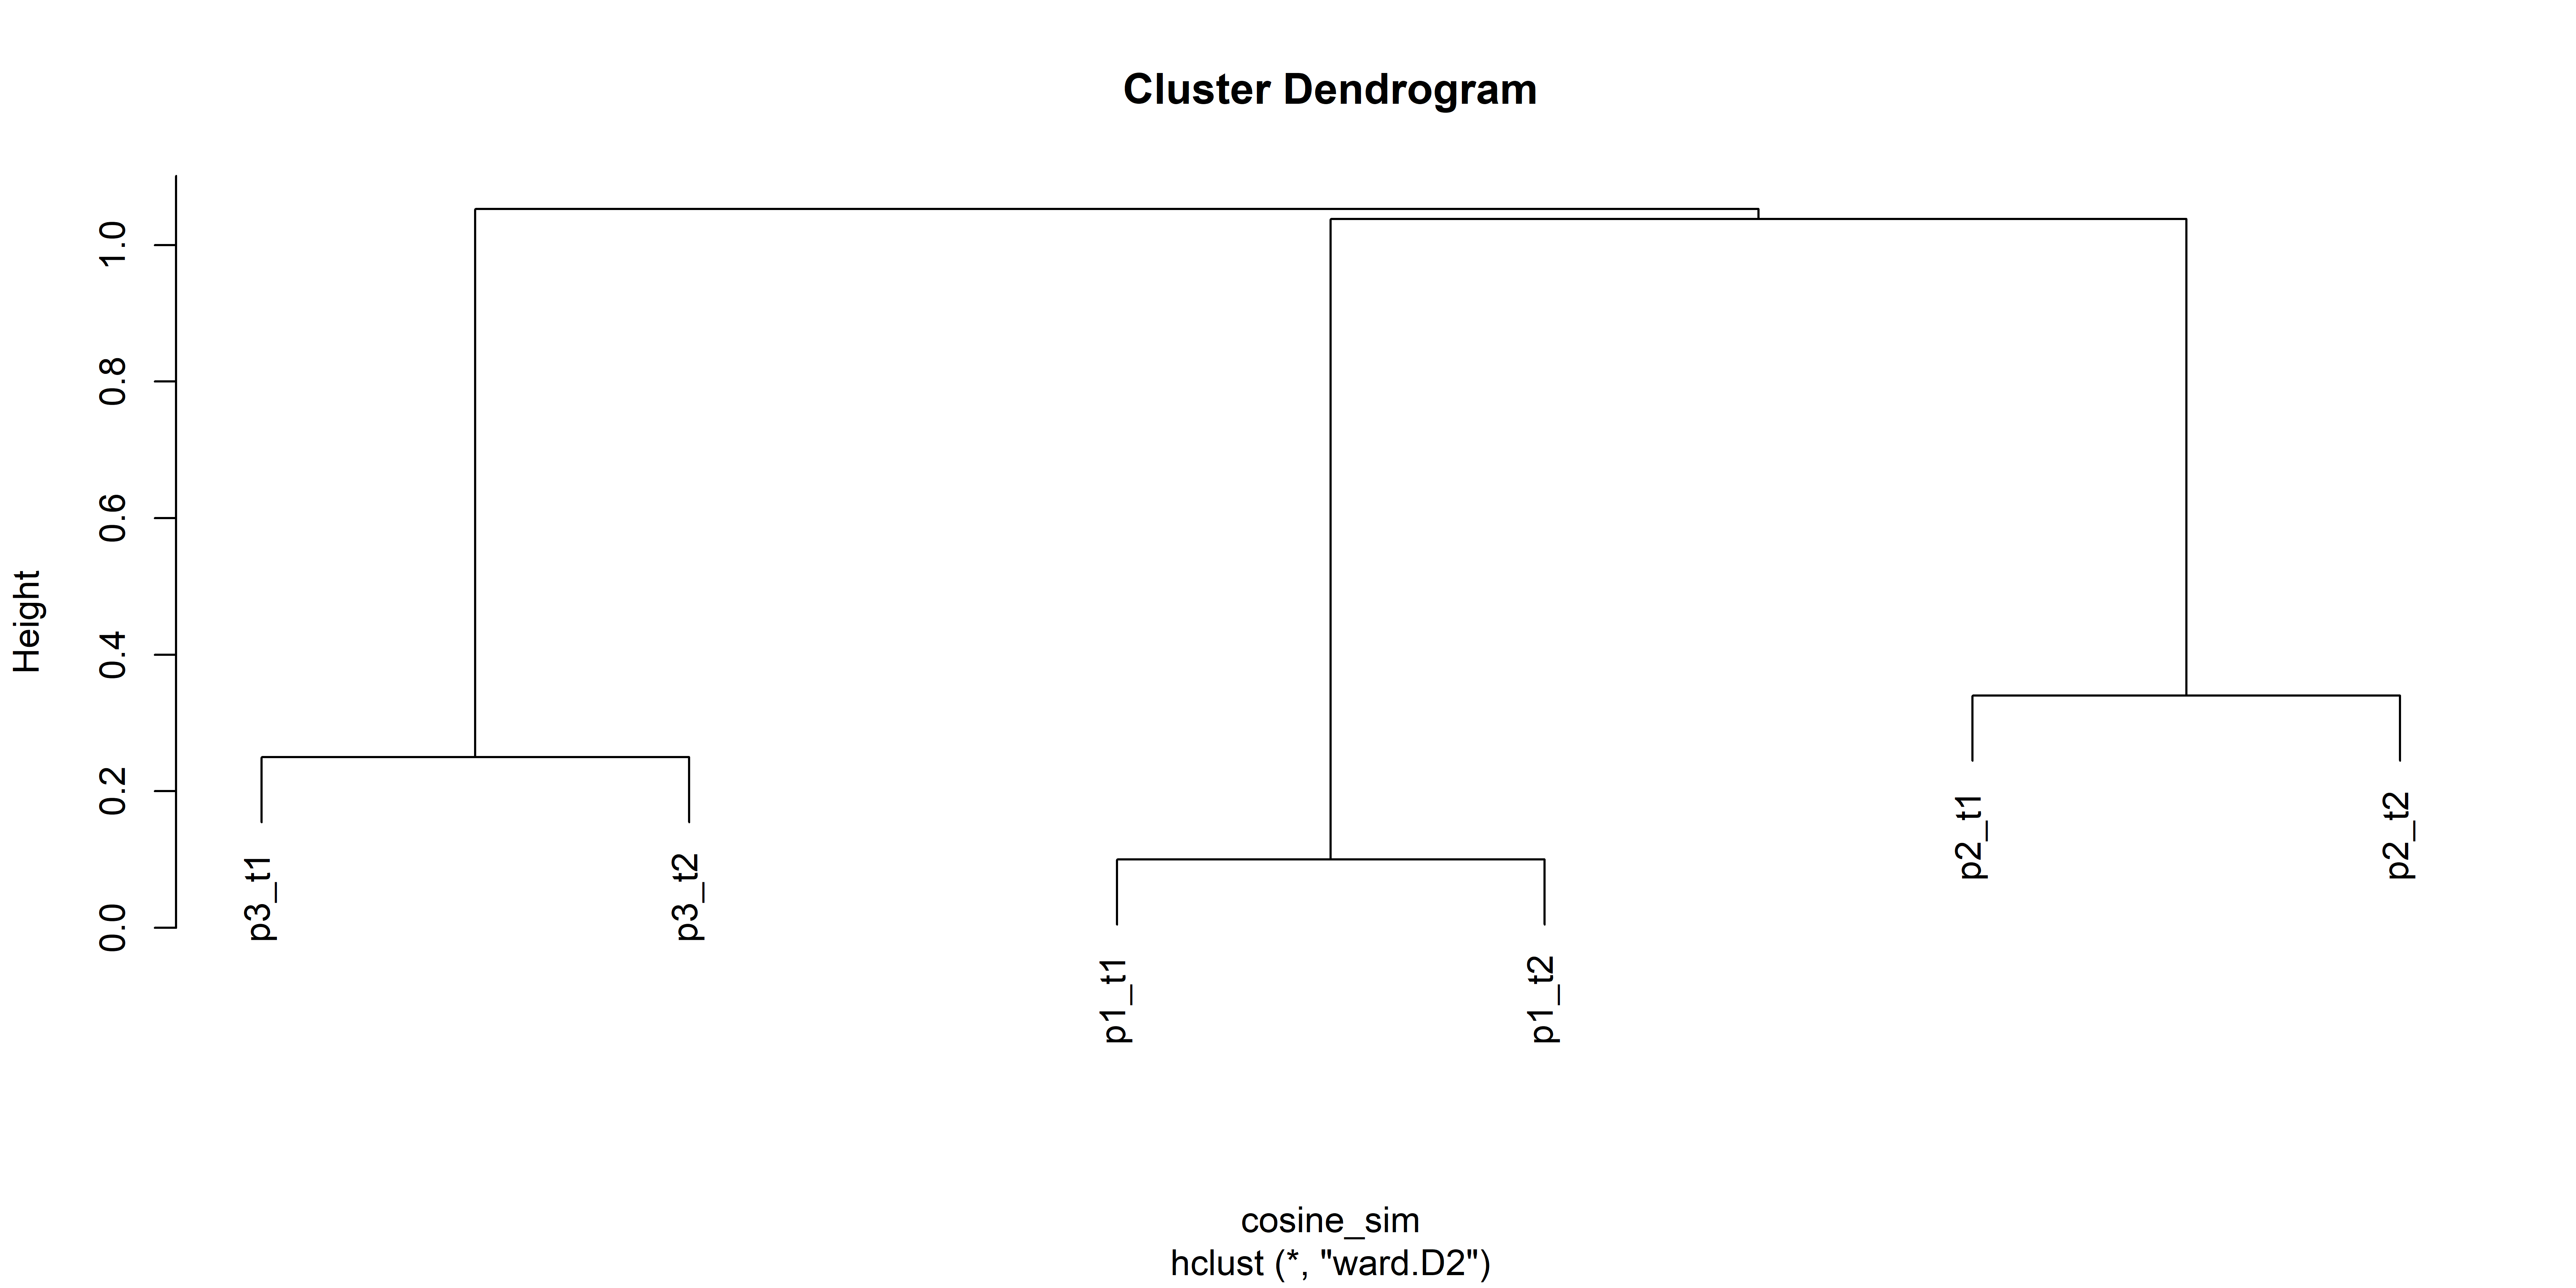 Cluster Dendrogram
Height
1.0
0.8
0.6
0.4
0.2
0.0
p3_t1
p3_t2
p1_t1
p1_t2
p2_t1
p2_t2
cosine_sim
hclust (*, "ward.D2")